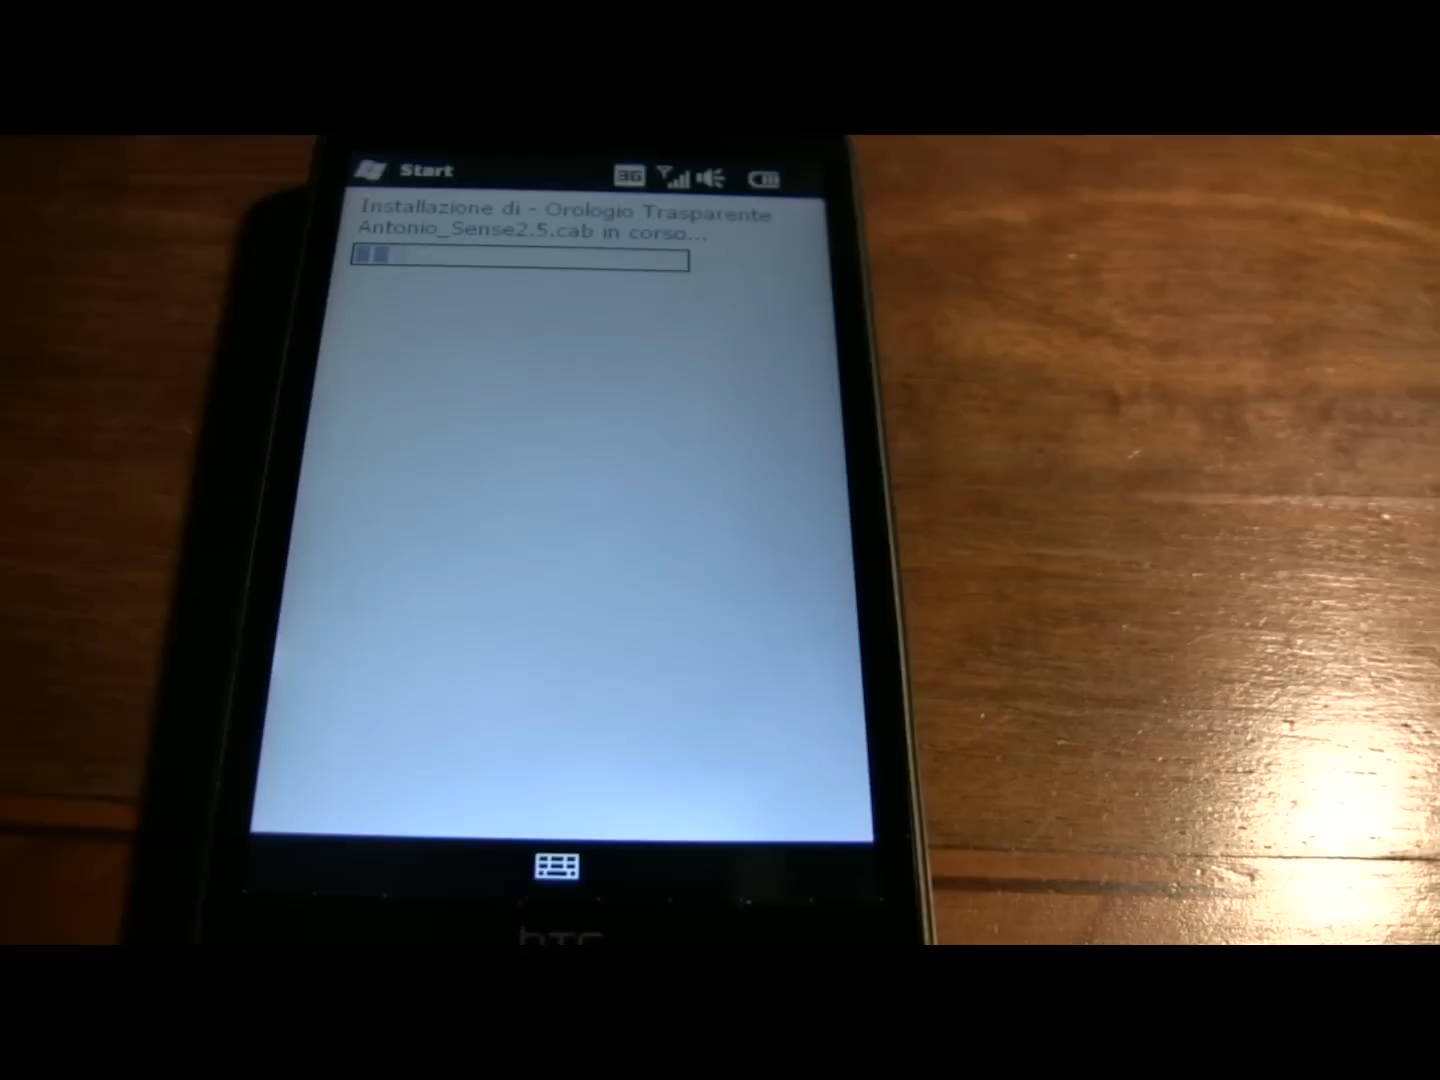 Start
3G
Installazione di - Orologio Trasparente
Antonio_Sense2.5.cab in corso...
hTC